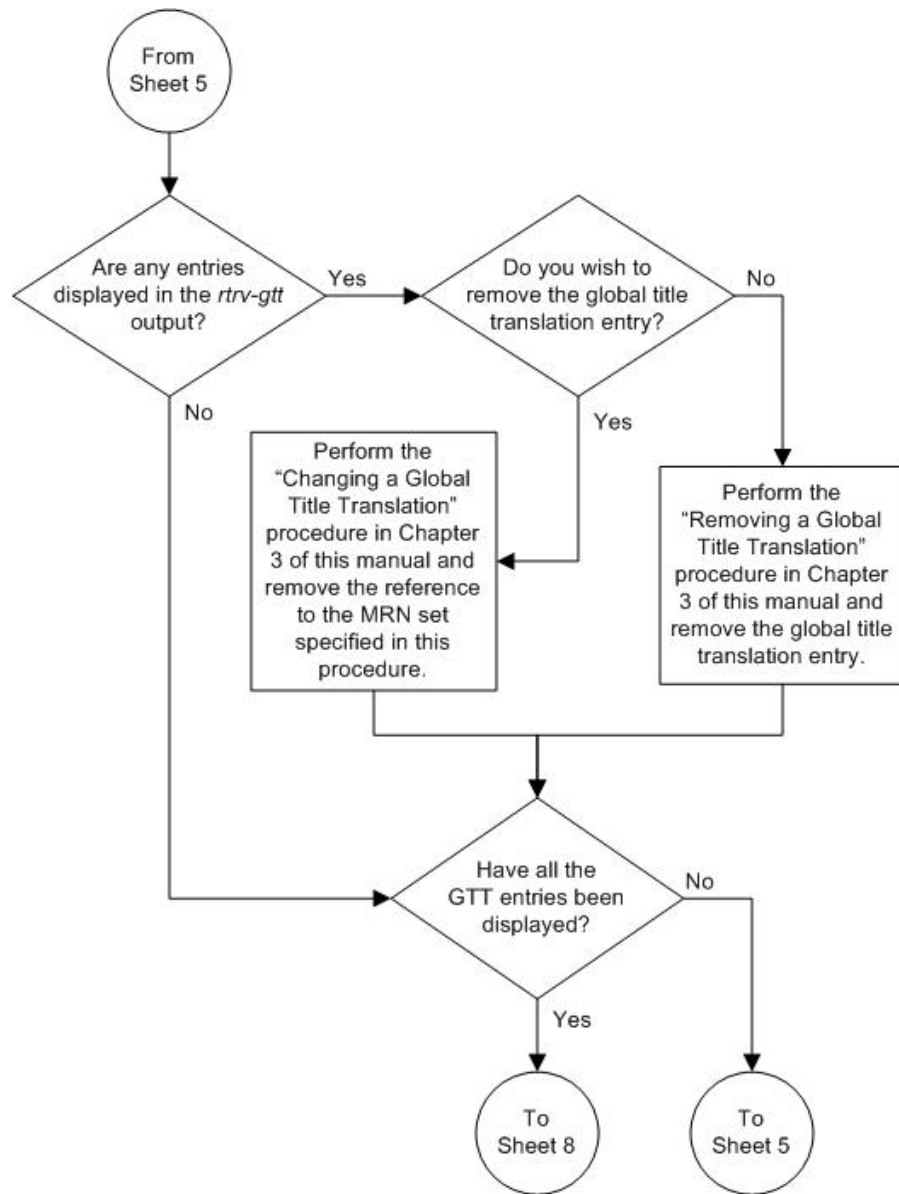 From
Sheet 5
Are any entries
displayed in the rtrv-gtt
output?
Yes
Do you wish to
remove the global title
translation entry?
No
No
Yes
Perform the
“Changing a Global
Title Translation”
procedure in Chapter
3 of this manual and
remove the reference
to the MRN set
specified in this
procedure.
Perform the
“Removing a Global
Title Translation”
procedure in Chapter
3 of this manual and
remove the global title
translation entry.
Have all the
GTT entries been
displayed?
No
Yes
To
Sheet 8
To
Sheet 5